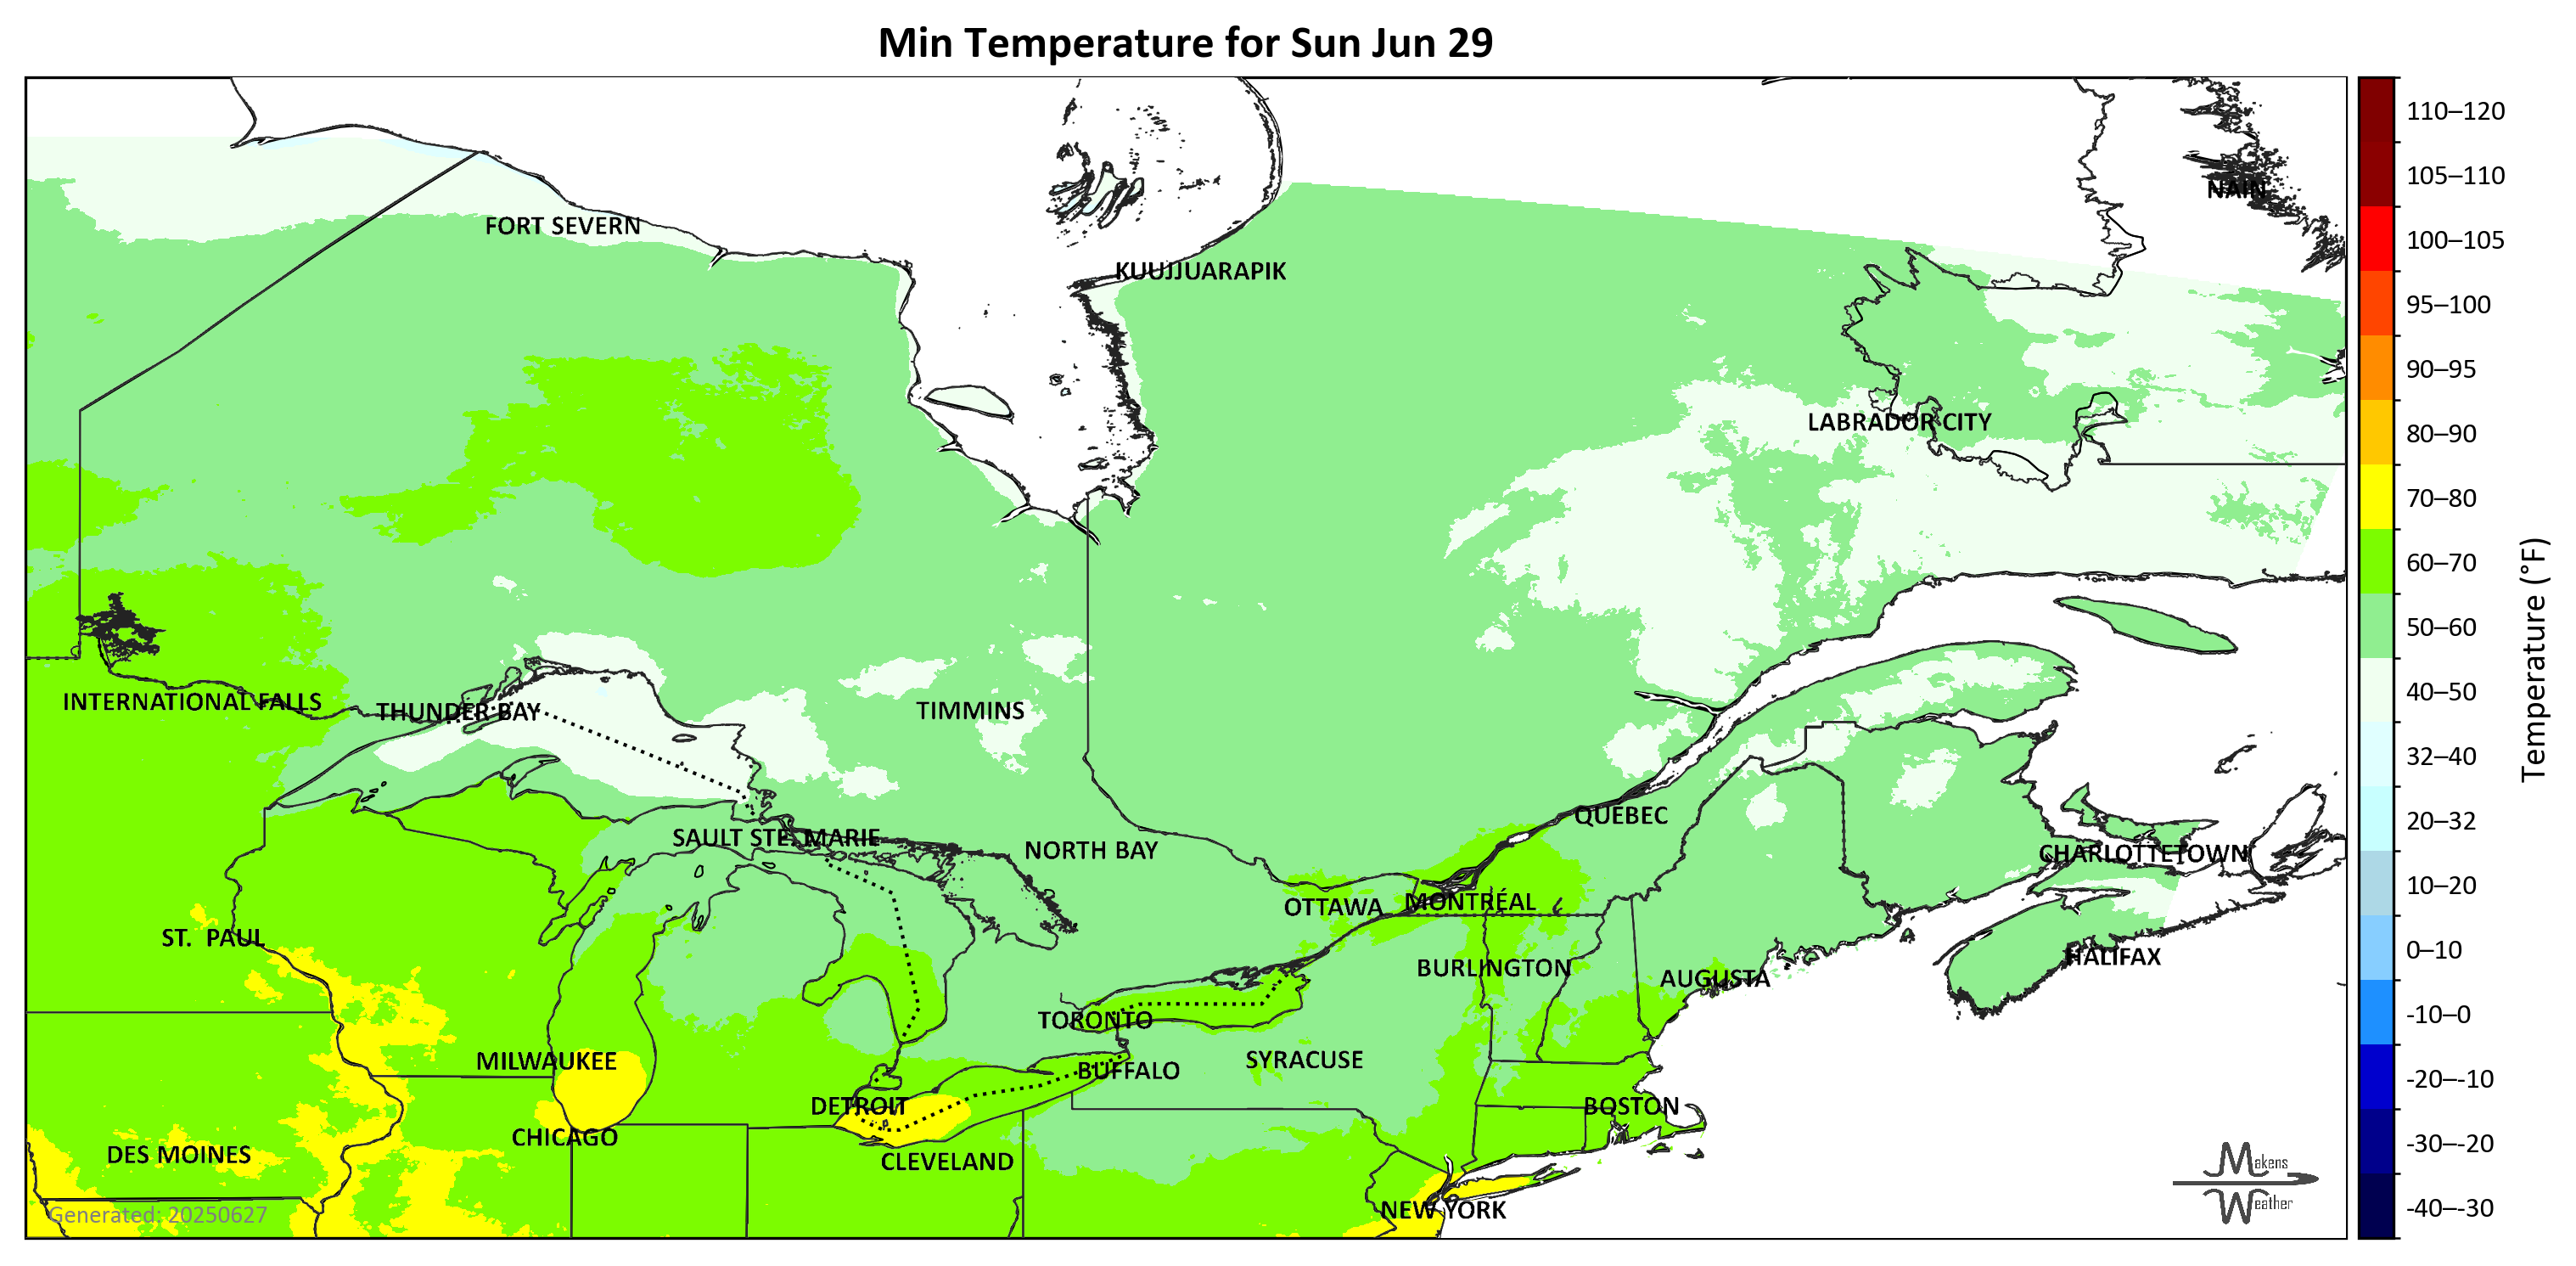 Min Temperature for Sun Jun 29
110–120
105–110
NAIN
FORT SEVERN
100–105
KUUJJUARAPIK
95–100
90–95
LABRADOR CITY
80–90
70–80
60–70
50–60
Temperature (°F)
40–50
INTERNATIONAL FALLS
THUNDER BAY
TIMMINS
32–40
QUÉBEC
20–32
SAULT STE. MARIE
NORTH BAY
CHARLOTTETOWN
10–20
OTTAWA
MONTRÉAL
ST. PAUL
0–10
HALIFAX
BURLINGTON
AUGUSTA
TORONTO
-10–0
MILWAUKEE
SYRACUSE
BUFFALO
-20–-10
DETROIT
BOSTON
CHICAGO
-30–-20
DES MOINES
CLEVELAND
Makens
Weather
NEW YORK
-40–-30
Generated: 20250627